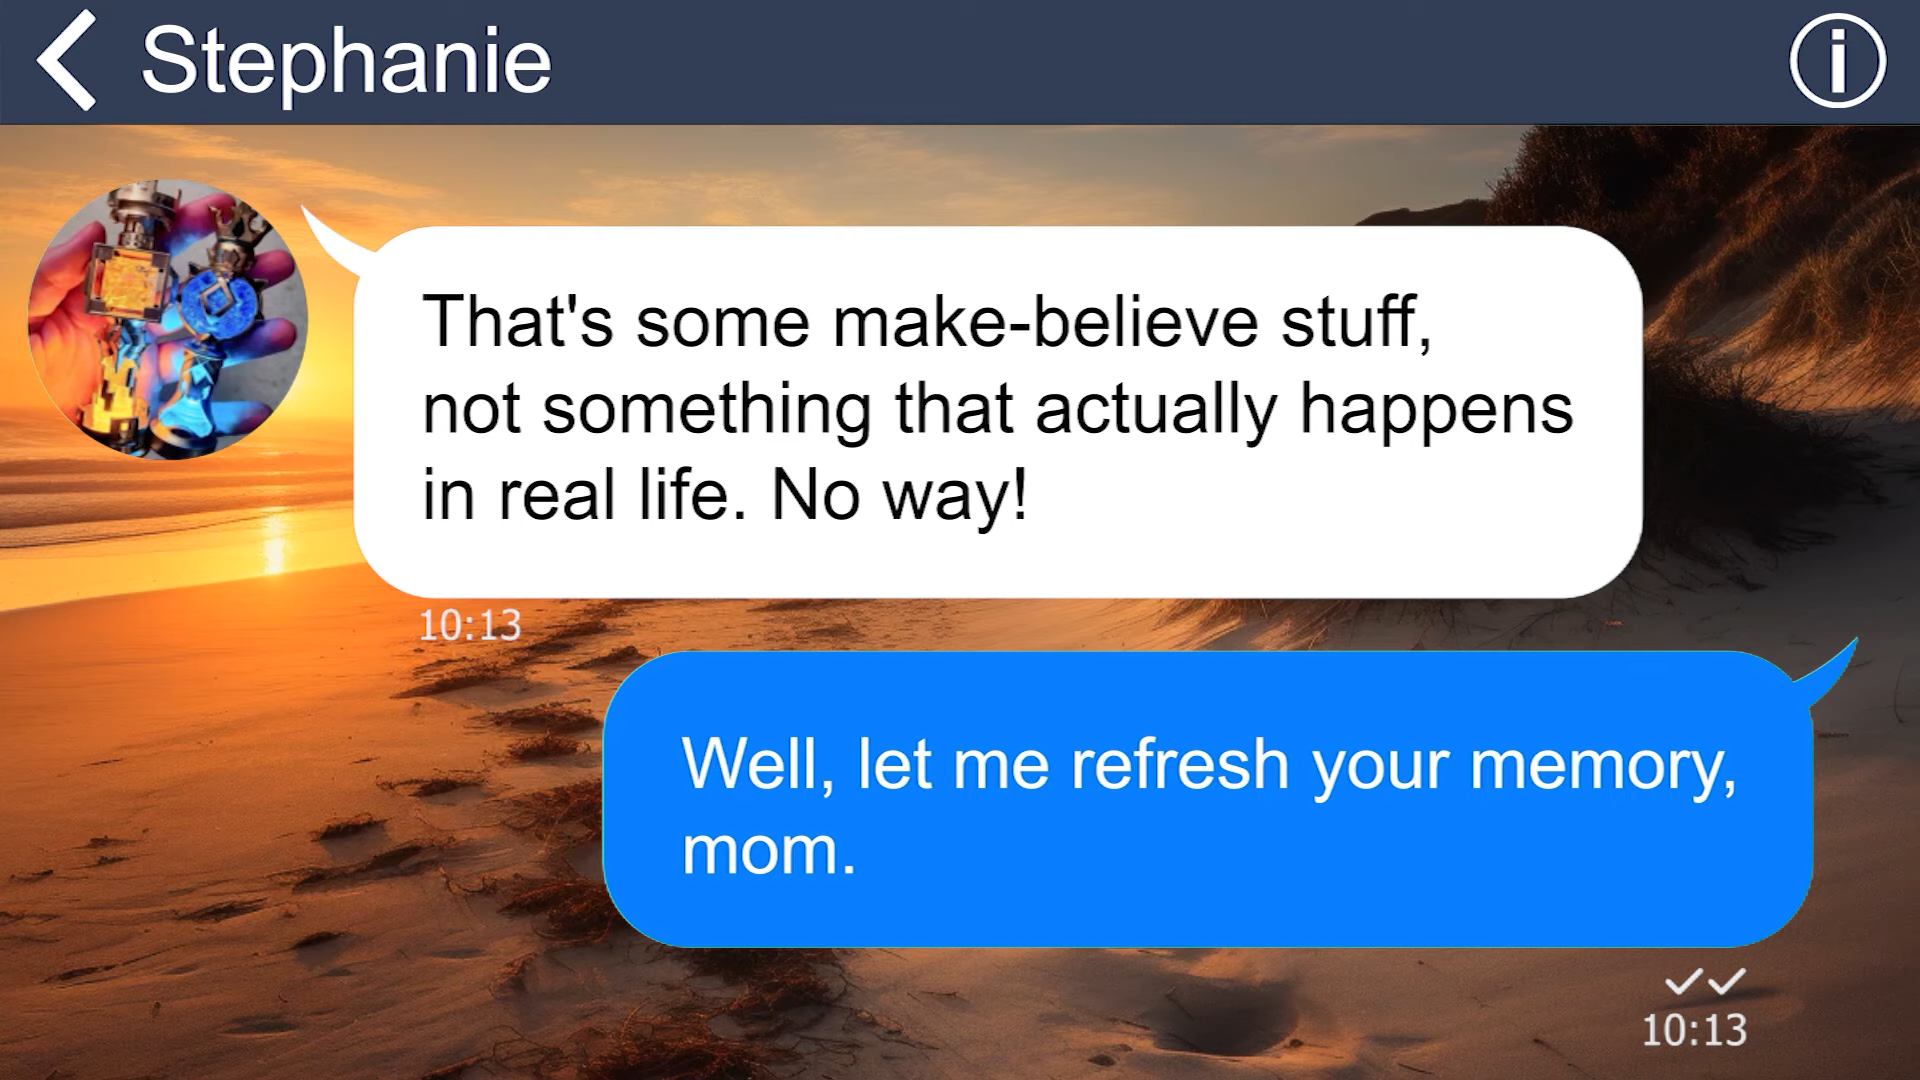 Stephanie
That's some make-believe stuff,
not something that actually happens
in real life. No way!
10:13
Well, let me refresh your memory,
mom.
10:13